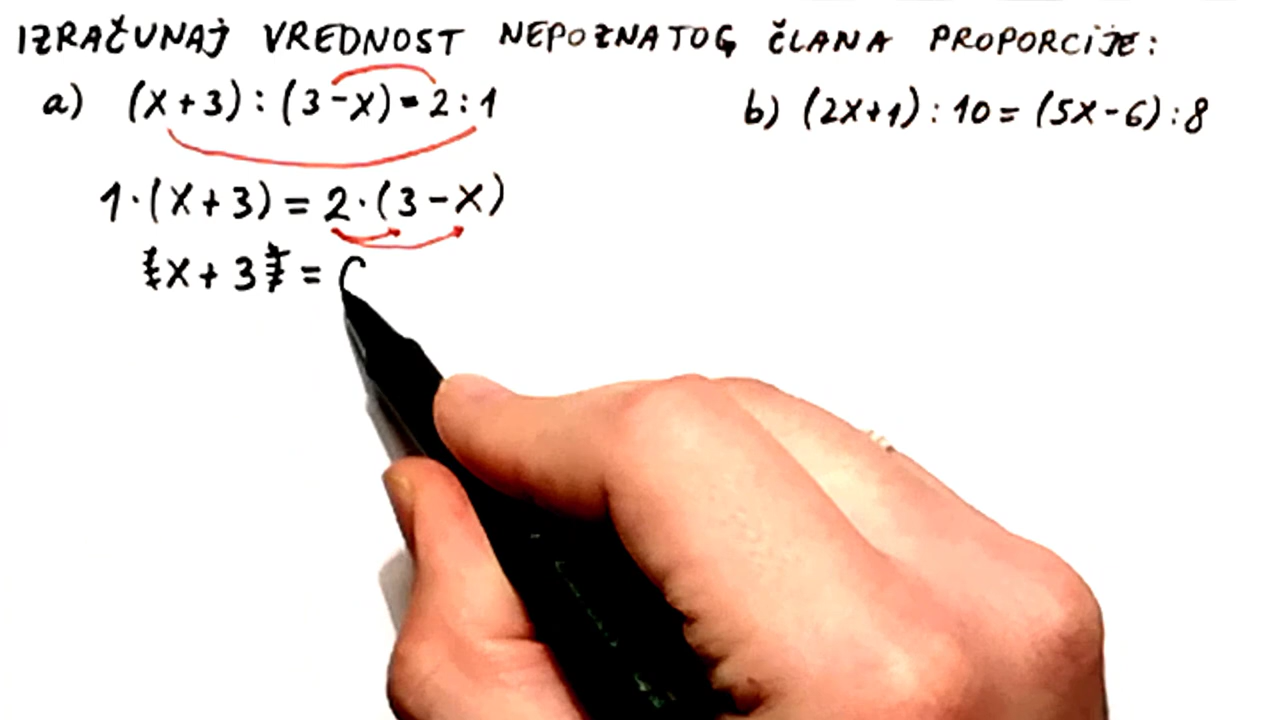 IZRAČUNAJ VREDNOST NEPOZNATOG ČLANA PROPORCIJE:
a) (x+3):(3-x)=2:1
b) (2x+1):10=(5x-6):8
1·(x+3)=2·(3-x)
x+3=